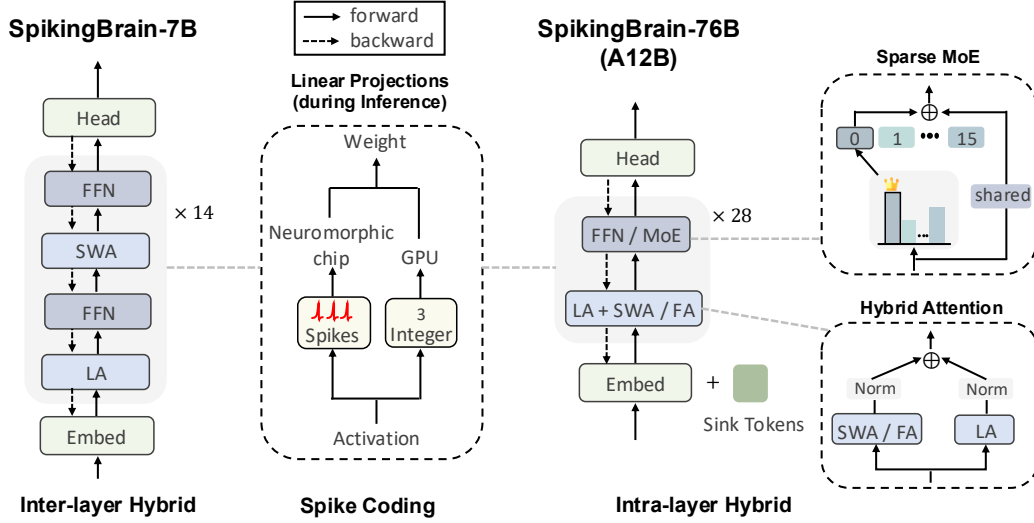 SpikingBrain-7B
Head
FFN
SWA
FFN
LA
Embed
× 14
Inter-layer Hybrid
forward
backward
Linear Projections
(during Inference)
Weight
Neuromorphic
chip
GPU
Spikes
3
Integer
Activation
Spike Coding
SpikingBrain-76B
(A12B)
Head
FFN / MoE
× 28
LA + SWA / FA
Embed
+
Sink Tokens
Intra-layer Hybrid
Sparse MoE
0 1 ••• 15
shared
...
Hybrid Attention
Norm Norm
SWA / FA LA